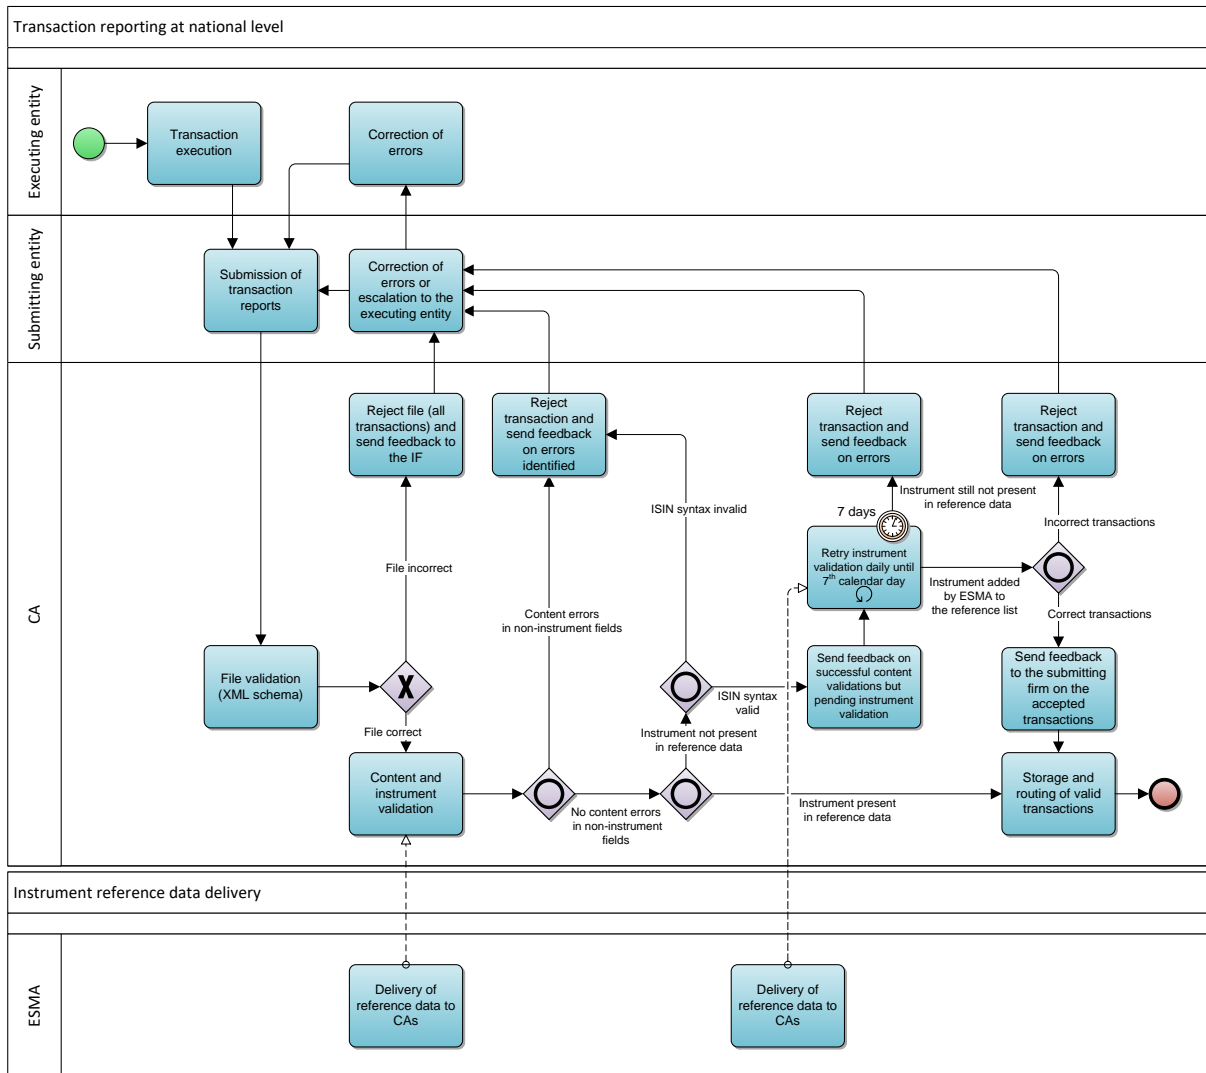 Transaction reporting at national level
Executing entity
Transaction
execution
Correction of
errors
Submitting entity
Submission of
transaction
reports
Correction of
errors or
escalation to the
executing entity
CA
Reject file (all
transactions) and
send feedback to
the IF
Reject
transaction and
send feedback
on errors
identified
Reject
transaction and
send feedback
on errors
Reject
transaction and
send feedback
on errors
Instrument still not present
in reference data
ISIN syntax invalid
7 days
Incorrect transactions
Retry instrument
validation daily until
7th calendar day
File incorrect
Instrument added
by ESMA to
the reference list
Content errors
in non-instrument
fields
Correct transactions
File validation
(XML schema)
X
Send feedback on
successful content
validations but
pending instrument
validation
Send feedback
to the submitting
firm on the
accepted
transactions
ISIN syntax
valid
File correct
Instrument not present
in reference data
Content and
instrument
validation
Storage and
routing of valid
transactions
No content errors
in non-instrument
fields
Instrument present
in reference data
Instrument reference data delivery
ESMA
Delivery of
reference data to
CAs
Delivery of
reference data to
CAs